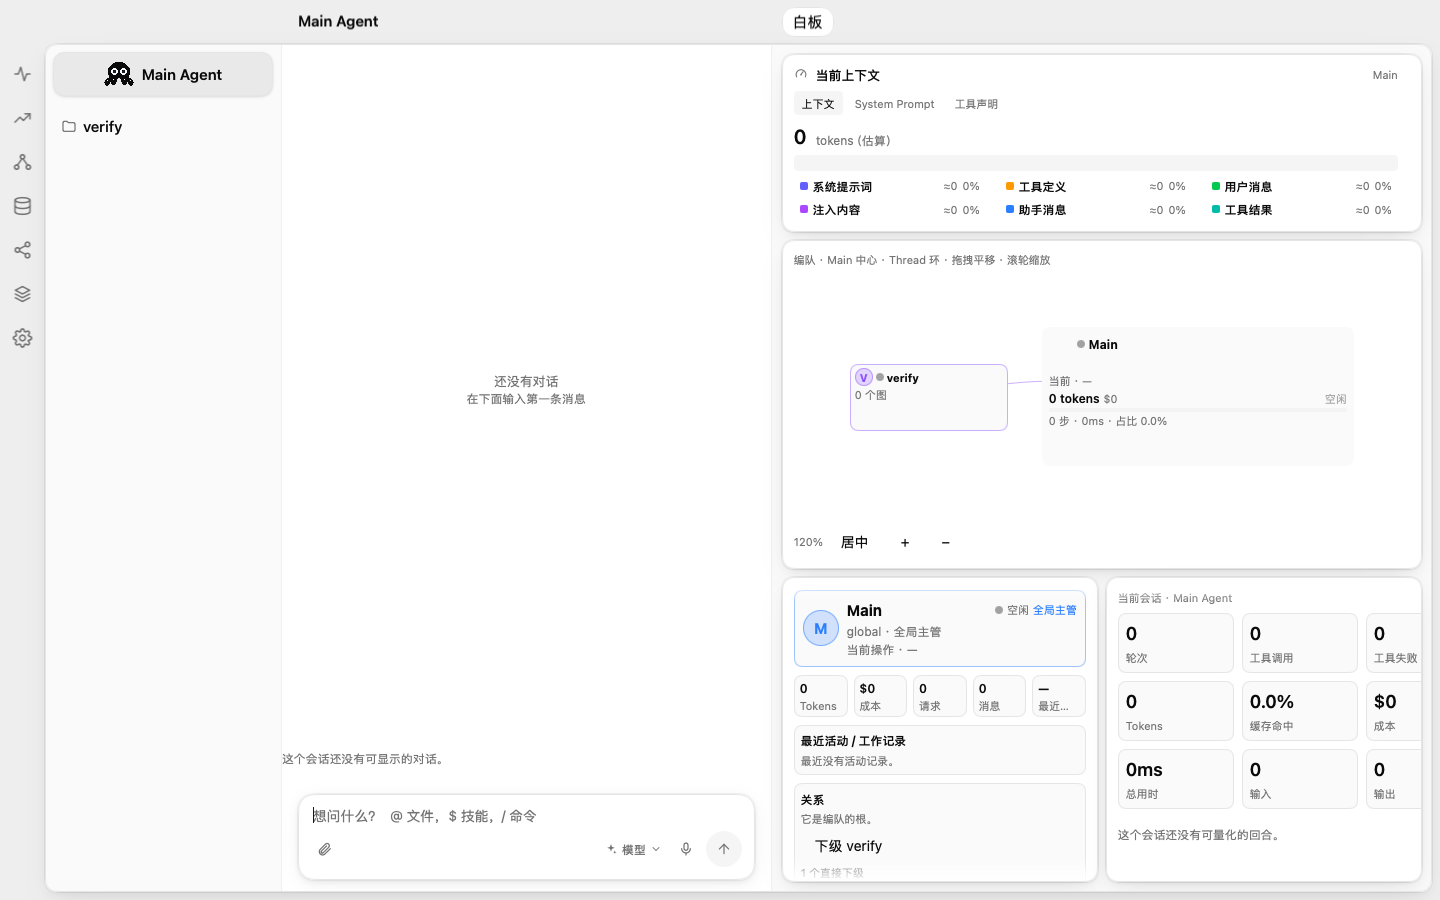 Main Agent
白板
Main Agent
verify
还没有对话
在下面输入第一条消息
这个会话还没有可显示的对话。
想问什么? @ 文件, $ 技能, / 命令
模型
当前上下文
Main
上下文 System Prompt 工具声明
0 tokens (估算)
系统提示词 ≈0 0% 工具定义 ≈0 0% 用户消息 ≈0 0%
注入内容 ≈0 0% 助手消息 ≈0 0% 工具结果 ≈0 0%
编队 · Main 中心 · Thread 环 · 拖拽平移 · 滚轮缩放
V verify
0 个图
Main
当前 · —
0 tokens $0 空闲
0 步 · 0ms · 占比 0.0%
120% 居中 + −
M
Main
空闲 全局主管
global · 全局主管
当前操作 · —
0 $0 0 0 —
Tokens 成本 请求 消息 最近...
最近活动 / 工作记录
最近没有活动记录。
关系
它是编队的根。
下级 verify
1 个直接下级
当前会话 · Main Agent
0 0 0
轮次 工具调用 工具失败
0 0.0% $0
Tokens 缓存命中 成本
0ms 0 0
总用时 输入 输出
这个会话还没有可量化的回合。